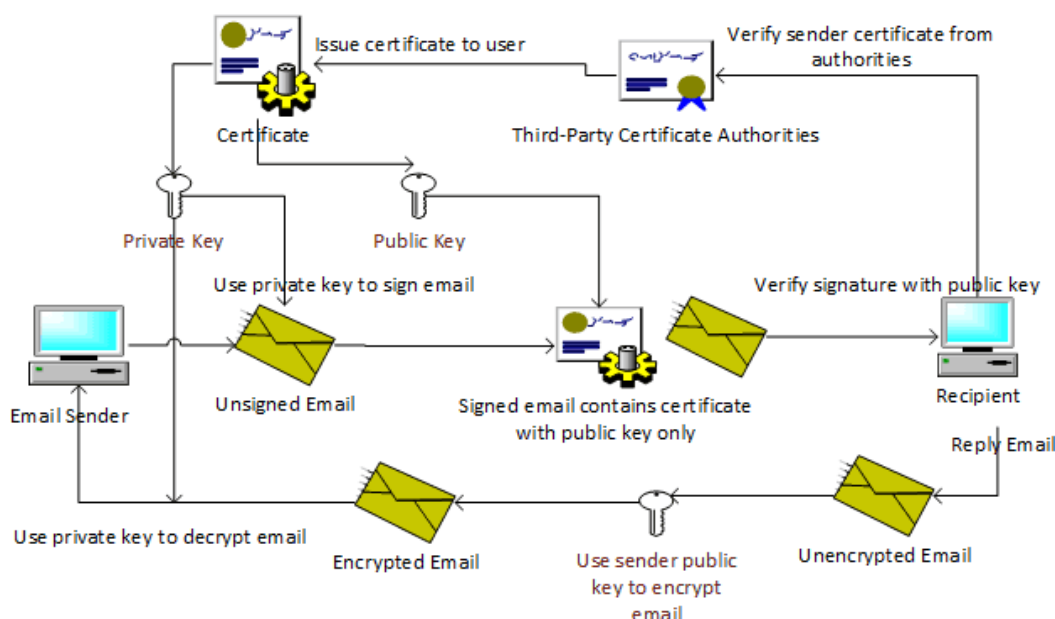 Issue certificate to user
Verify sender certificate from
authorities
Certificate
Third-Party Certificate Authorities
Private Key
Public Key
Use private key to sign email
Verify signature with public key
Email Sender
Unsigned Email
Signed email contains certificate
with public key only
Recipient
Reply Email
Use private key to decrypt email
Encrypted Email
Use sender public
key to encrypt
email
Unencrypted Email